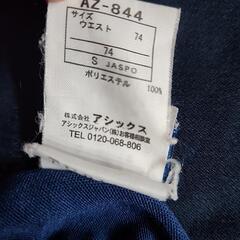 AZ-844
サイズ
ウエスト 74
74
S JASPO
ポリエステル 100%
株式会社 アシックス
アシックスジャパン(株)お客様相談室
TEL 0120-068-806